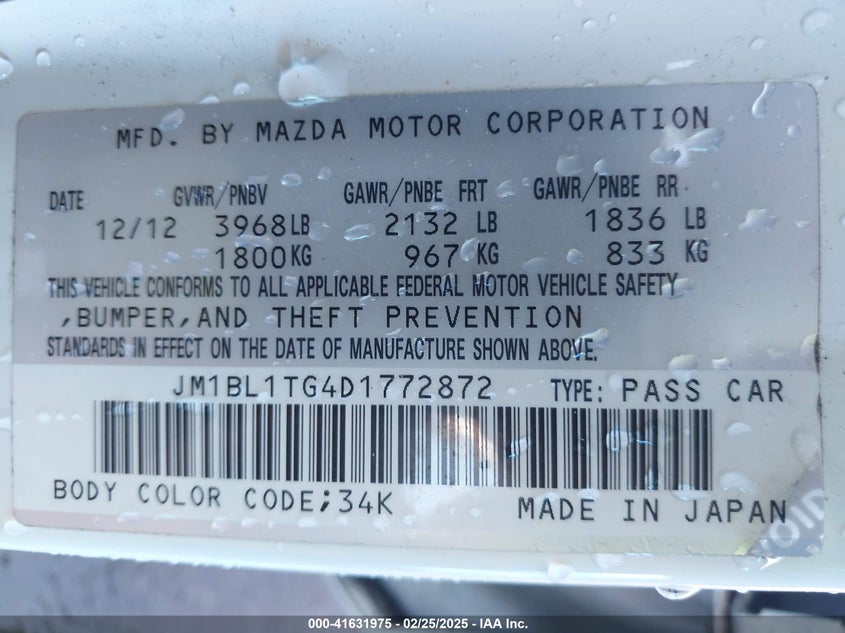 MFD. BY MAZDA MOTOR CORPORATION
DATE GVWR/PNBV GAWR/PNBE FRT GAWR/PNBE RR
12/12 3968LB 2132 LB 1836 LB
1800KG 967 KG 833 KG
THIS VEHICLE CONFORMS TO ALL APPLICABLE FEDERAL MOTOR VEHICLE SAFETY
,BUMPER,AND THEFT PREVENTION
STANDARDS IN EFFECT ON THE DATE OF MANUFACTURE SHOWN ABOVE.
JM1BL1TG4D1772872 TYPE: PASS CAR
BODY COLOR CODE;34K MADE IN JAPAN
000-41631975 - 02/25/2025 - IAA Inc.